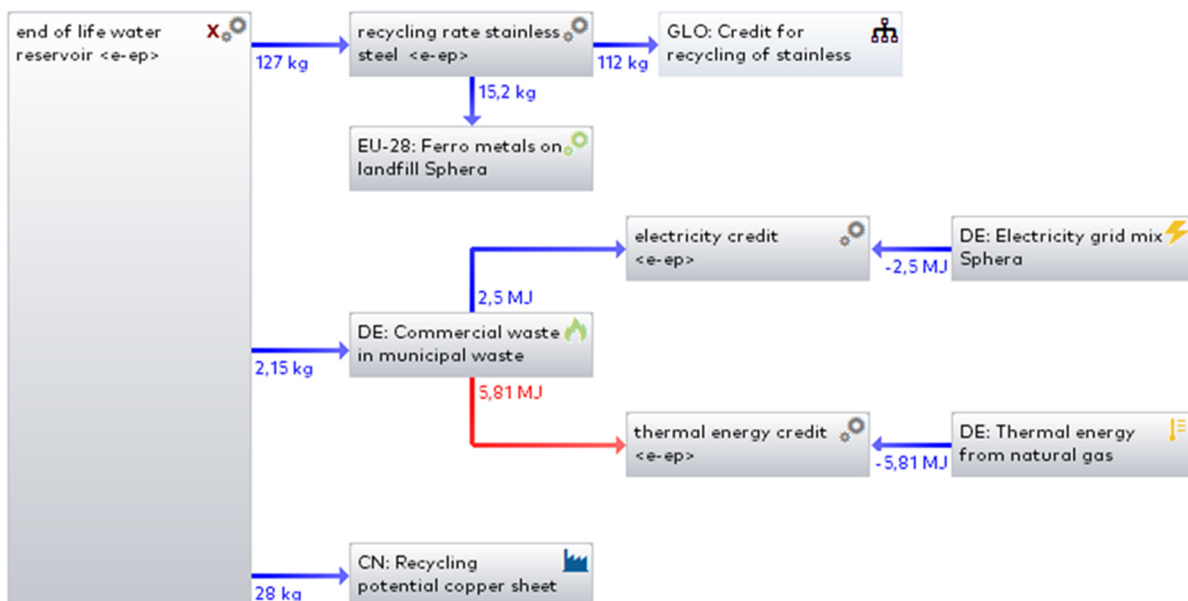 end of life water
reservoir <e-ep>
X
127 kg
recycling rate stainless
steel <e-ep>
112 kg
GLO: Credit for
recycling of stainless
15,2 kg
EU-28: Ferro metals on
landfill Sphera
electricity credit
<e-ep>
-2,5 MJ
DE: Electricity grid mix
Sphera
2,5 MJ
2,15 kg
DE: Commercial waste
in municipal waste
5,81 MJ
thermal energy credit
<e-ep>
-5,81 MJ
DE: Thermal energy
from natural gas
28 kg
CN: Recycling
potential copper sheet